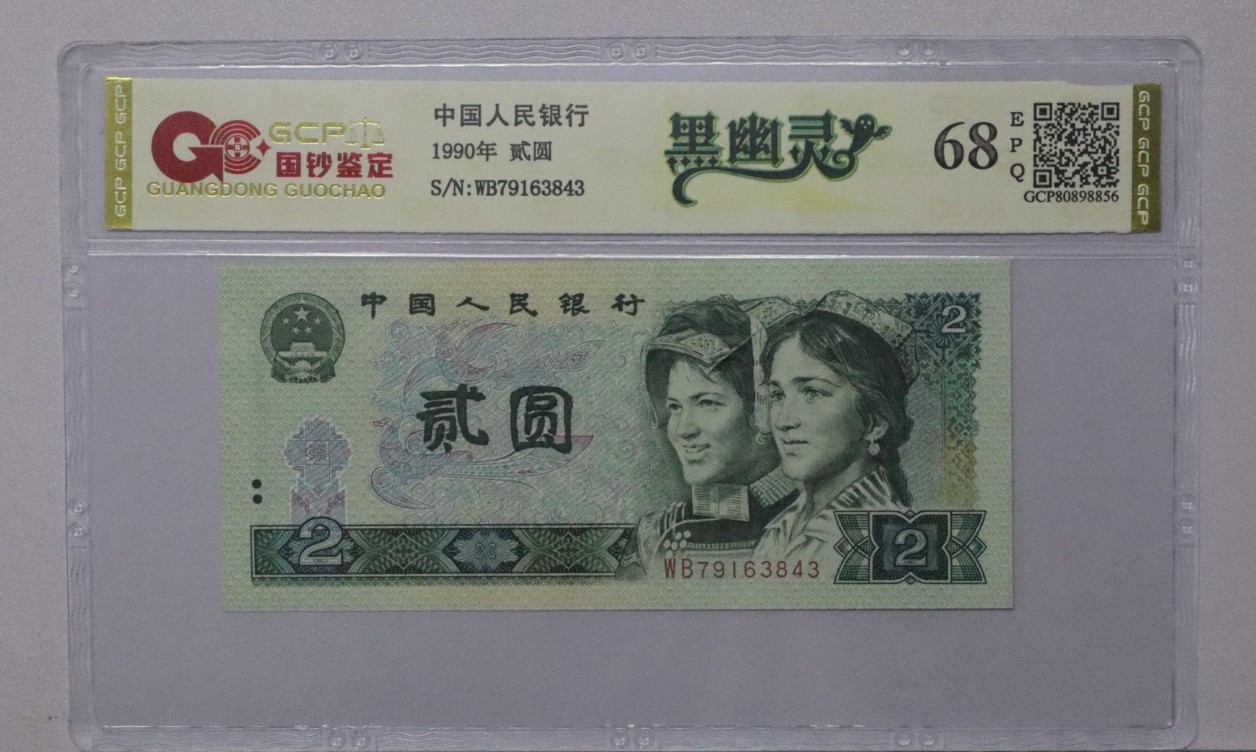 GCP GCP GCP
GCP
国钞鉴定
GUANGDONG GUOCHAO
中国人民银行
1990年 贰圆
S/N:WB79163843
黑幽灵
68
EPQ
GCP80898856
GCP GCP GCP
中国人民银行
2
贰圆
2
WB79163843
2